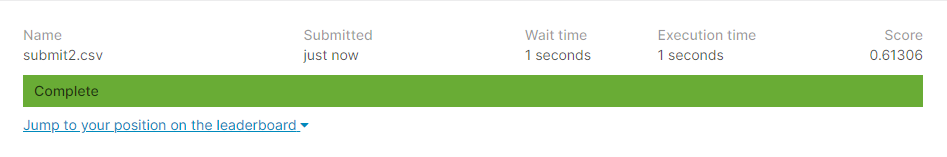 Name Submitted Wait time Execution time Score
submit2.csv just now 1 seconds 1 seconds 0.61306
Complete
Jump to your position on the leaderboard